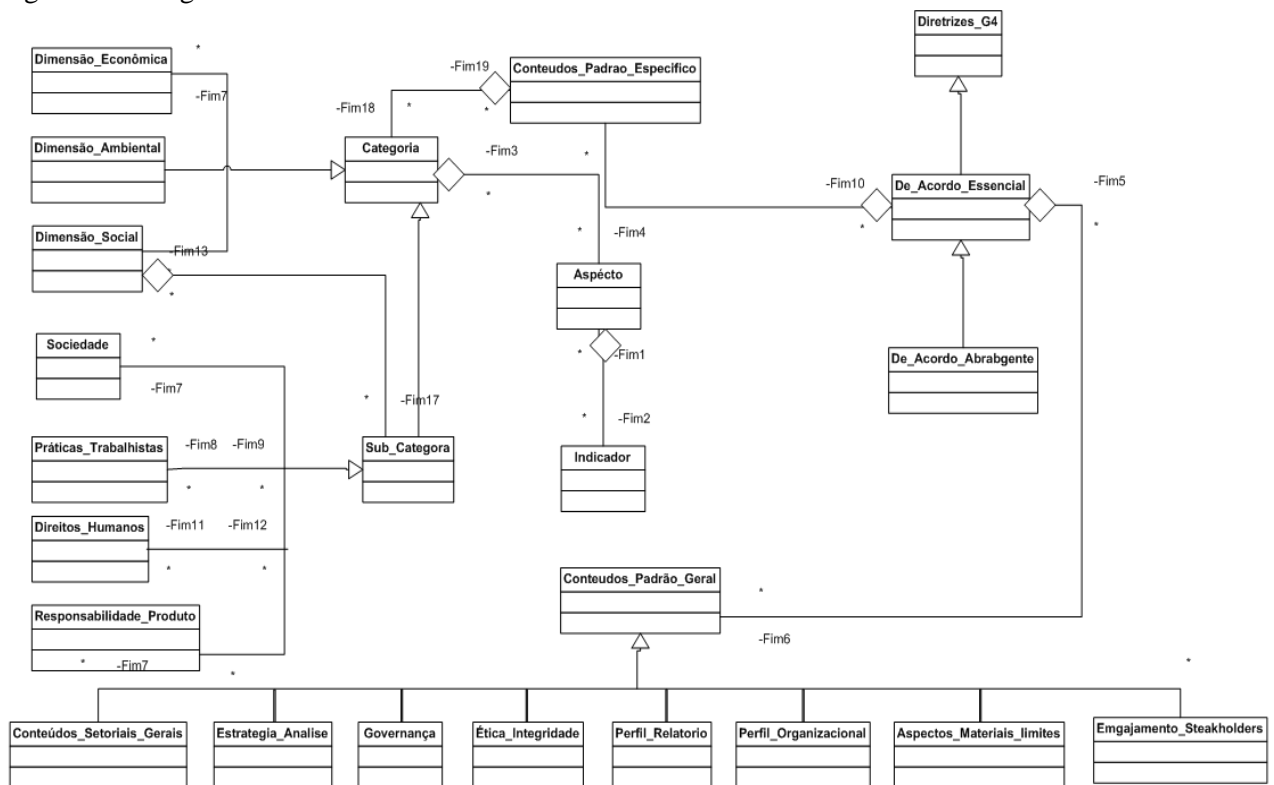 Diretrizes_G4
*
Dimensão_Econômica
-Fim19
Conteudos_Padrao_Especifico
-Fim7
-Fim18
*
*
Dimensão_Ambiental
Categoria
-Fim3
*
*
-Fim10
De_Acordo_Essencial
-Fim5
*
*
Dimensão_Social
-Fim13
*
*
*
-Fim4
Aspécto
Sociedade
*
*
-Fim1
De_Acordo_Abrabgente
-Fim7
*
-Fim17
*
-Fim2
Práticas_Trabalhistas
-Fim8
-Fim9
Sub_Categora
Indicador
*
*
Direitos_Humanos
-Fim11
-Fim12
*
*
Conteudos_Padrão_Geral
*
Responsabilidade_Produto
-Fim6
*
-Fim7
*
*
Conteúdos_Setoriais_Gerais
Estrategia_Analise
Governança
Ética_Integridade
Perfil_Relatorio
Perfil_Organizacional
Aspectos_Materiais_limites
Emgajamento_Steakholders